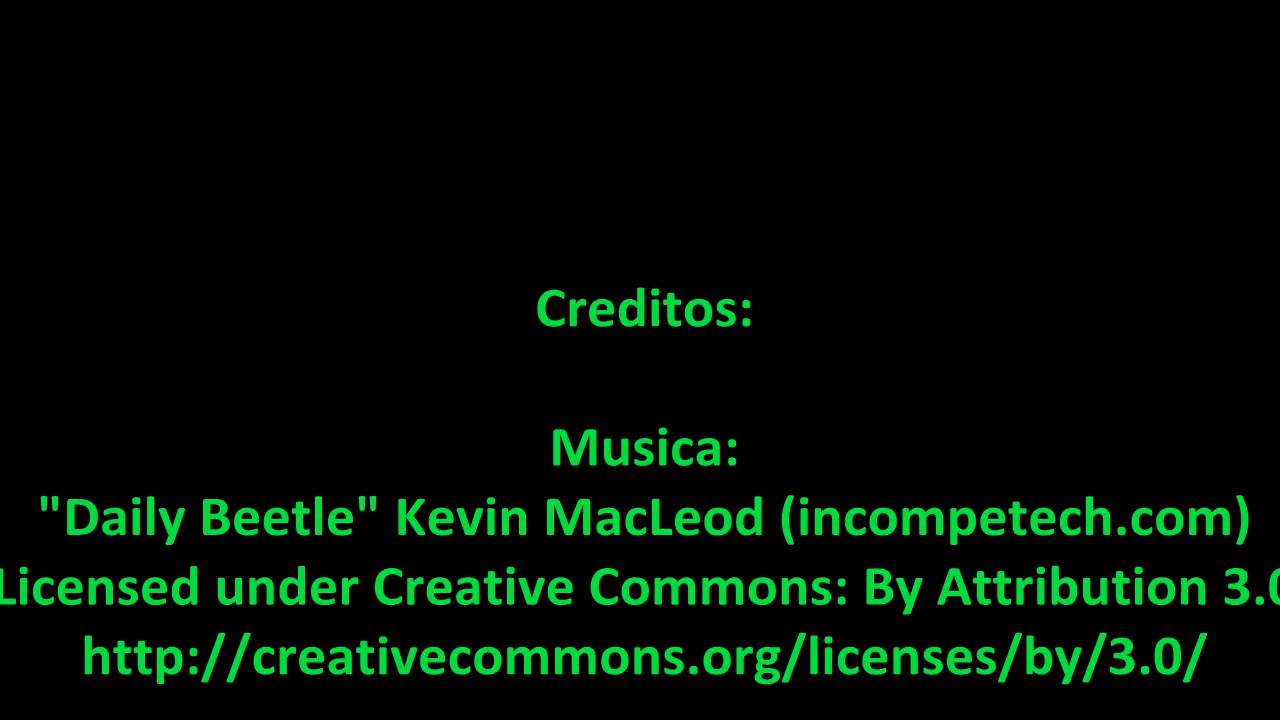 Creditos:
Musica:
"Daily Beetle" Kevin MacLeod (incompetech.com)
Licensed under Creative Commons: By Attribution 3.0
http://creativecommons.org/licenses/by/3.0/